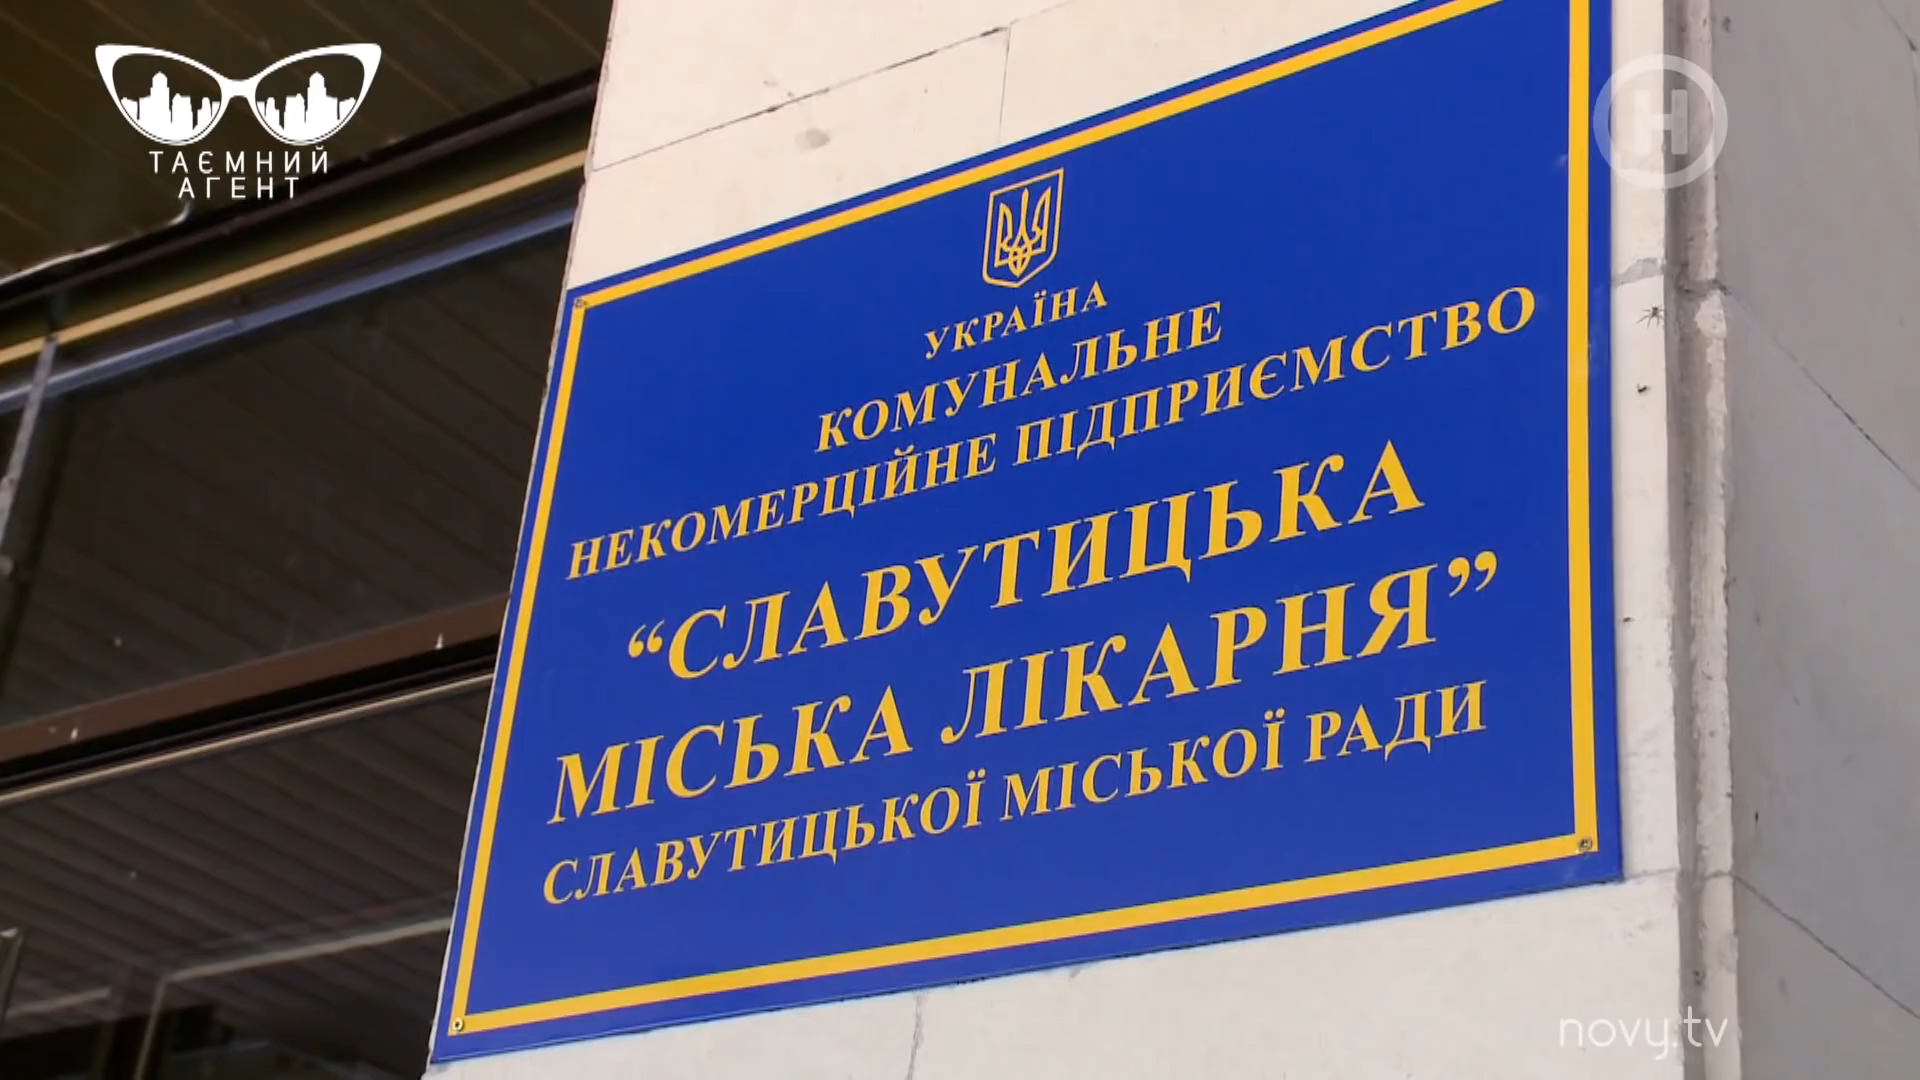 ТАЄМНИЙ
АГЕНТ
Н
УКРАЇНА
КОМУНАЛЬНЕ
НЕКОМЕРЦІЙНЕ ПІДПРИЄМСТВО
“СЛАВУТИЦЬКА
МІСЬКА ЛІКАРНЯ”
СЛАВУТИЦЬКОЇ МІСЬКОЇ РАДИ
novy.tv